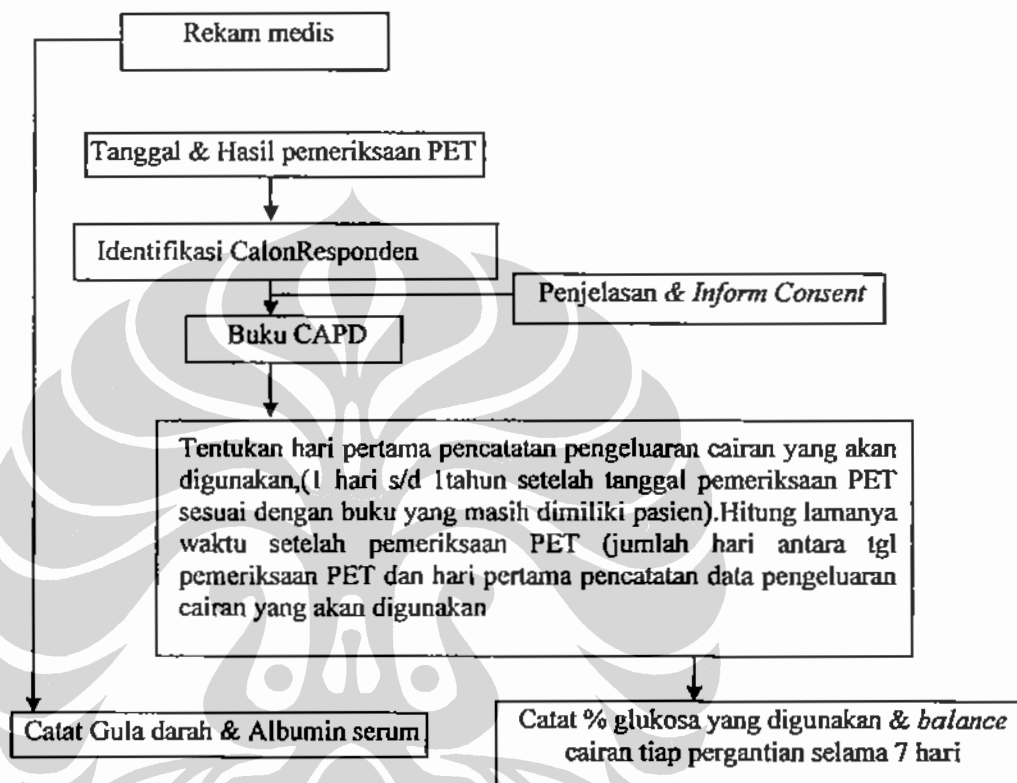 Rekam medis
Tanggal & Hasil pemeriksaan PET
Identifikasi CalonResponden
Penjelasan & Inform Consent
Buku CAPD
Tentukan hari pertama pencatatan pengeluaran cairan yang akan
digunakan,(1 hari s/d 1tahun setelah tanggal pemeriksaan PET
sesuai dengan buku yang masih dimiliki pasien).Hitung lamanya
waktu setelah pemeriksaan PET (jumlah hari antara tgl
pemeriksaan PET dan hari pertama pencatatan data pengeluaran
cairan yang akan digunakan
Catat Gula darah & Albumin serum
Catat % glukosa yang digunakan & balance
cairan tiap pergantian selama 7 hari